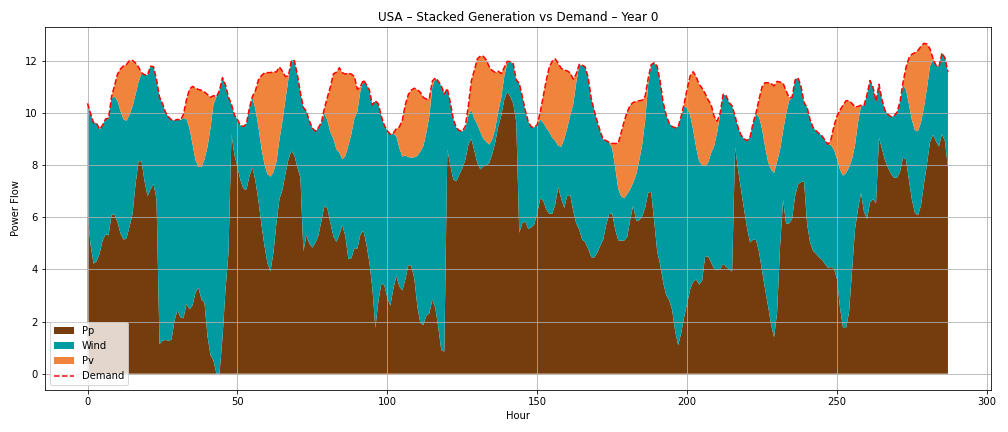 USA – Stacked Generation vs Demand – Year 0
Power Flow
12
10
8
6
4
2
0
Pp
Wind
Pv
Demand
0 50 100 150 200 250 300
Hour